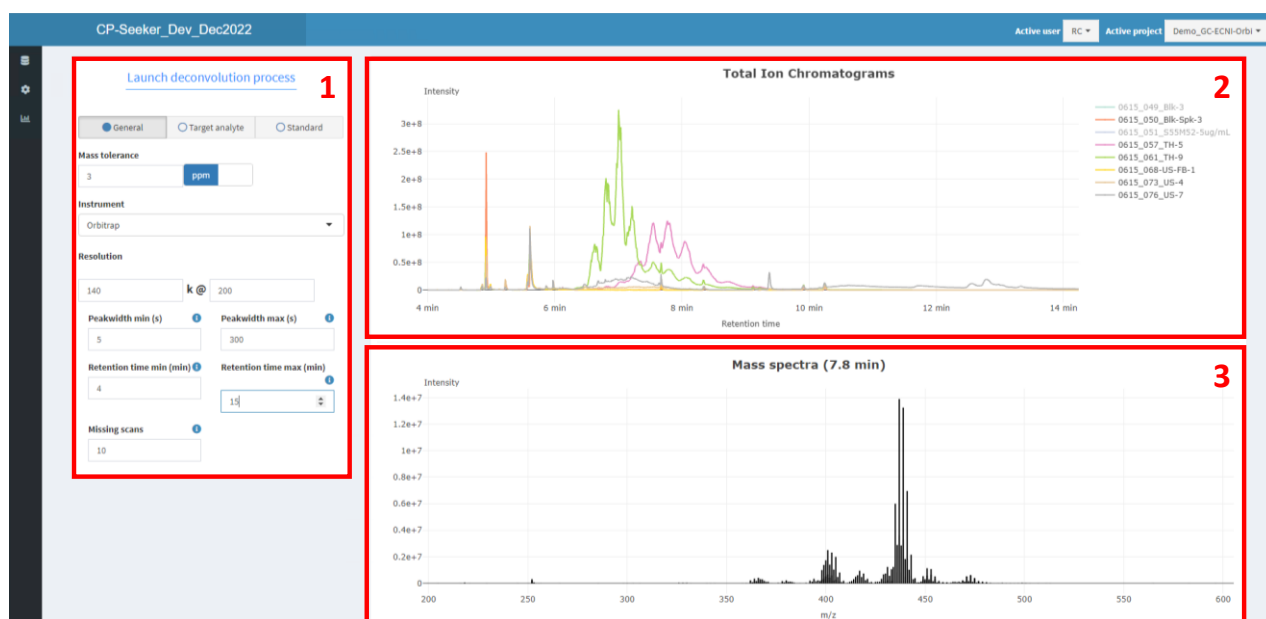 CP-Seeker_Dev_Dec2022
Active user RC Active project Demo_GC-ECNI-Orbi
Launch deconvolution process
1
General Target analyte Standard
Mass tolerance
3 ppm
Instrument
Orbitrap
Resolution
140 k @ 200
Peakwidth min (s) Peakwidth max (s)
5 300
Retention time min (min) Retention time max (min)
4 15
Missing scans
10
Total Ion Chromatograms
2
Intensity
3e+8
2.5e+8
2e+8
1.5e+8
1e+8
0.5e+8
0
4 min 6 min 8 min 10 min 12 min 14 min
Retention time
0615_049_Blk-3
0615_050_Blk-Spk-3
0615_051_S55M52-5ug/mL
0615_057_TH-5
0615_061_TH-9
0615_068-US-FB-1
0615_073_US-4
0615_076_US-7
Mass spectra (7.8 min)
3
Intensity
1.4e+7
1.2e+7
1e+7
0.8e+7
0.6e+7
0.4e+7
0.2e+7
0
200 250 300 350 400 450 500 550 600
m/z